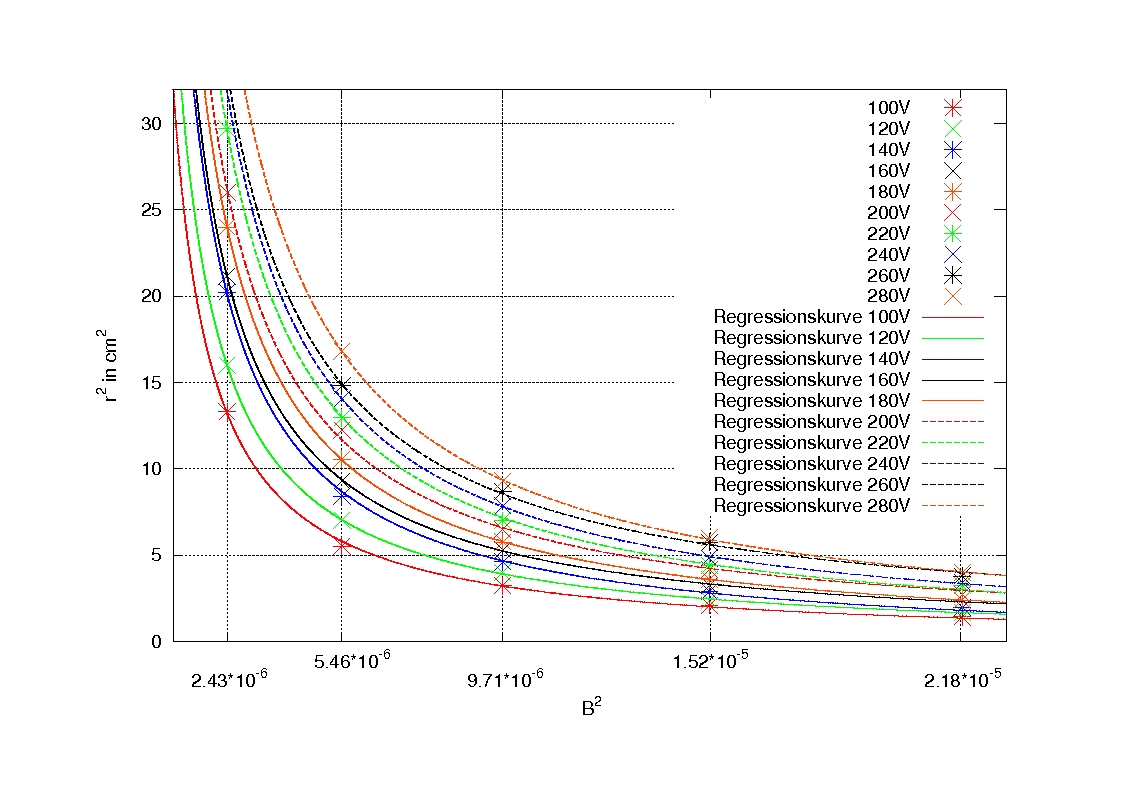 100V
120V
140V
160V
180V
200V
220V
240V
260V
280V
Regressionskurve 100V
Regressionskurve 120V
Regressionskurve 140V
Regressionskurve 160V
Regressionskurve 180V
Regressionskurve 200V
Regressionskurve 220V
Regressionskurve 240V
Regressionskurve 260V
Regressionskurve 280V
30
25
20
15
10
5
0
r² in cm²
5.46*10⁻⁶
1.52*10⁻⁵
2.43*10⁻⁶
9.71*10⁻⁶
2.18*10⁻⁵
B²